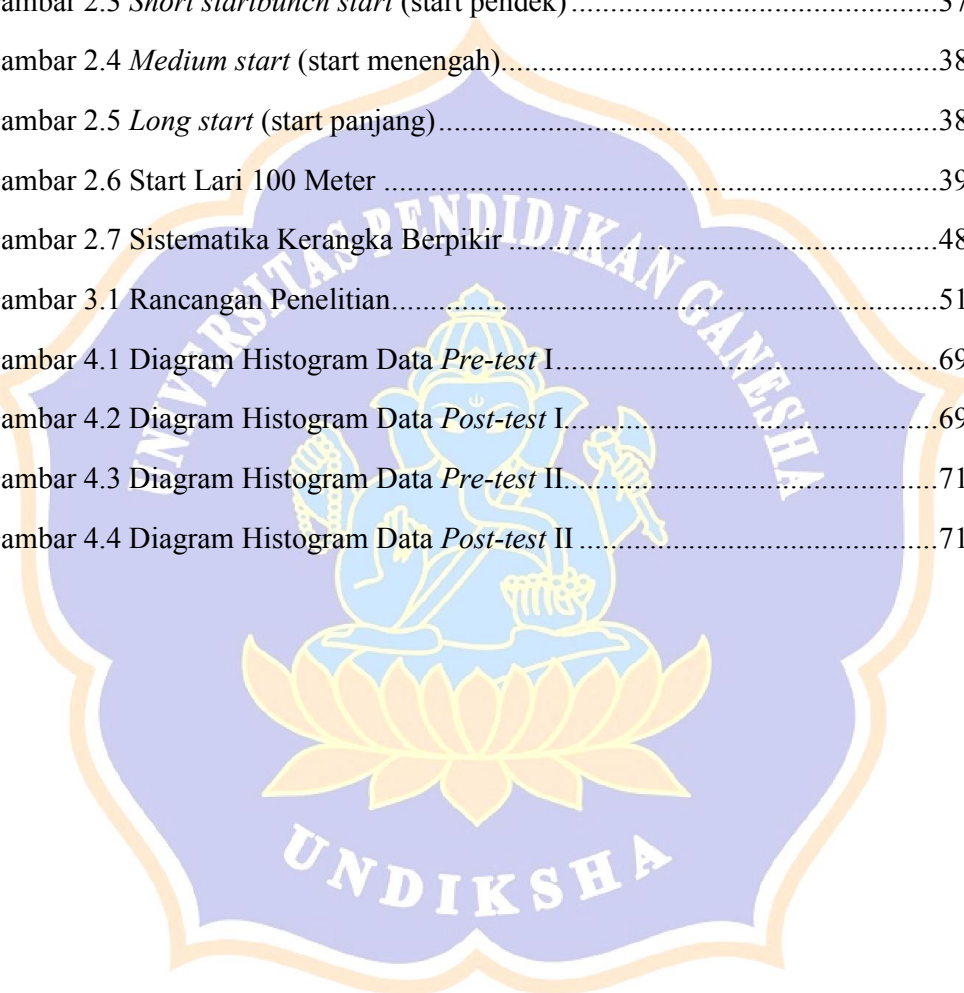 ambar 2.3 Short startbunch start (start pendek)....................................................37
ambar 2.4 Medium start (start menengah)..............................................................38
ambar 2.5 Long start (start panjang).......................................................................38
ambar 2.6 Start Lari 100 Meter ..............................................................................39
ambar 2.7 Sistematika Kerangka Berpikir .............................................................48
ambar 3.1 Rancangan Penelitian.............................................................................51
ambar 4.1 Diagram Histogram Data Pre-test I.......................................................69
ambar 4.2 Diagram Histogram Data Post-test I.....................................................69
ambar 4.3 Diagram Histogram Data Pre-test II.....................................................71
ambar 4.4 Diagram Histogram Data Post-test II ...................................................71
UNIVERSITAS PENDIDIKAN GANESHA
UNDIKSHA